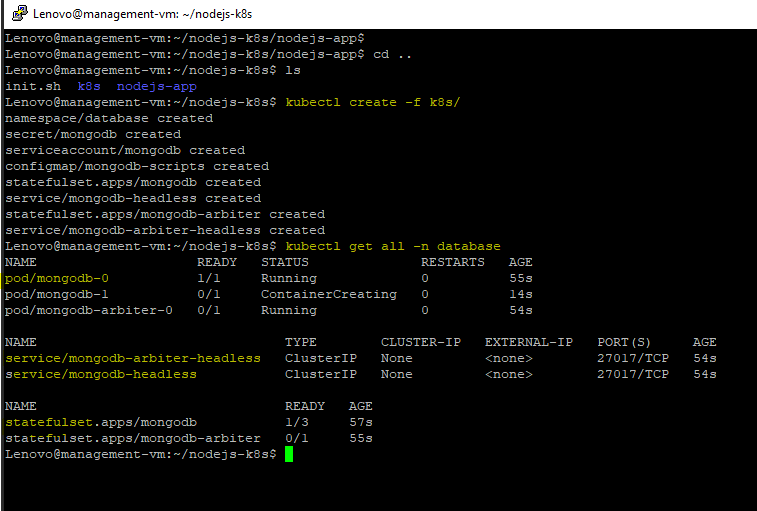 Lenovo@management-vm: ~/nodejs-k8s
Lenovo@management-vm:~/nodejs-k8s/nodejs-app$
Lenovo@management-vm:~/nodejs-k8s/nodejs-app$ cd ..
Lenovo@management-vm:~/nodejs-k8s$ ls
init.sh  k8s  nodejs-app
Lenovo@management-vm:~/nodejs-k8s$ kubectl create -f k8s/
namespace/database created
secret/mongodb created
serviceaccount/mongodb created
configmap/mongodb-scripts created
statefulset.apps/mongodb created
service/mongodb-headless created
statefulset.apps/mongodb-arbiter created
service/mongodb-arbiter-headless created
Lenovo@management-vm:~/nodejs-k8s$ kubectl get all -n database
NAME                    READY   STATUS              RESTARTS   AGE
pod/mongodb-0           1/1     Running             0          55s
pod/mongodb-1           0/1     ContainerCreating   0          14s
pod/mongodb-arbiter-0   0/1     Running             0          54s
NAME                               TYPE        CLUSTER-IP   EXTERNAL-IP   PORT(S)     AGE
service/mongodb-arbiter-headless   ClusterIP   None         <none>        27017/TCP   54s
service/mongodb-headless           ClusterIP   None         <none>        27017/TCP   54s
NAME                               READY   AGE
statefulset.apps/mongodb           1/3     57s
statefulset.apps/mongodb-arbiter   0/1     55s
Lenovo@management-vm:~/nodejs-k8s$